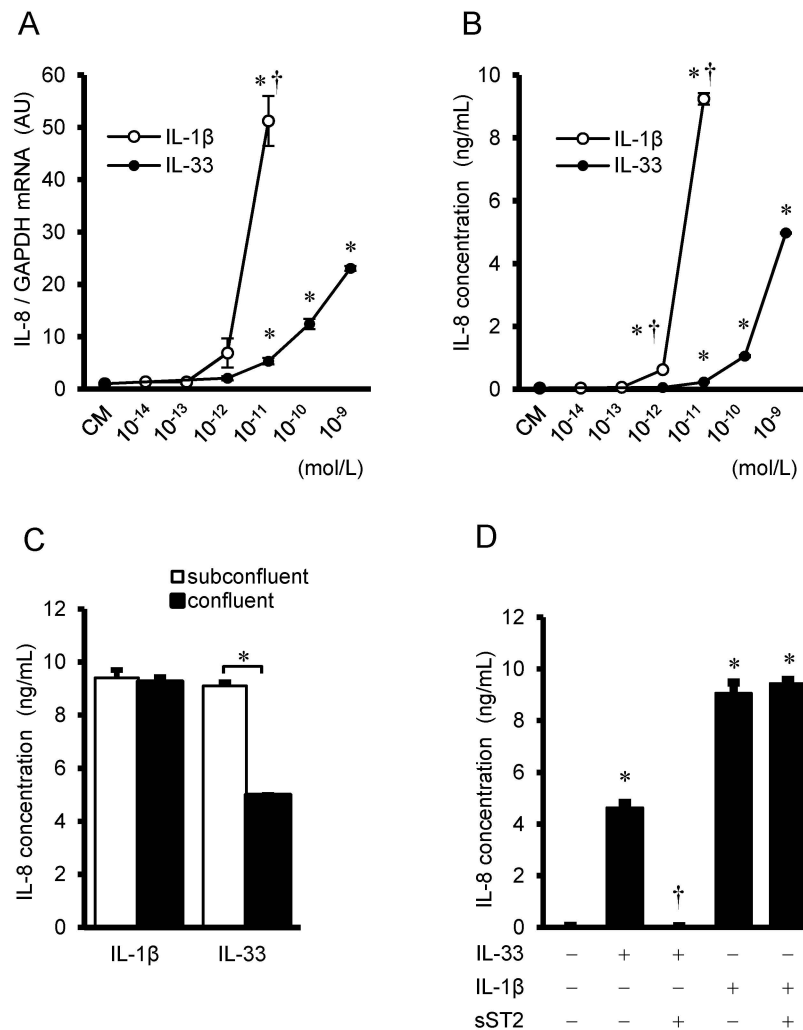 A
IL-8 / GAPDH mRNA (AU)
60
50
40
30
20
10
0
*†
IL-1β
IL-33
*
*
*
CM
10⁻¹⁴
10⁻¹³
10⁻¹²
10⁻¹¹
10⁻¹⁰
10⁻⁹
(mol/L)
B
IL-8 concentration (ng/mL)
10
8
6
4
2
0
*†
IL-1β
IL-33
*
*†
*
*
CM
10⁻¹⁴
10⁻¹³
10⁻¹²
10⁻¹¹
10⁻¹⁰
10⁻⁹
(mol/L)
C
subconfluent
confluent
IL-8 concentration (ng/mL)
12
10
8
6
4
2
0
*
IL-1β IL-33
D
IL-8 concentration (ng/mL)
12
10
8
6
4
2
0
*
†
*
*
IL-33 – + + – –
IL-1β – – – + +
sST2 – – + – +